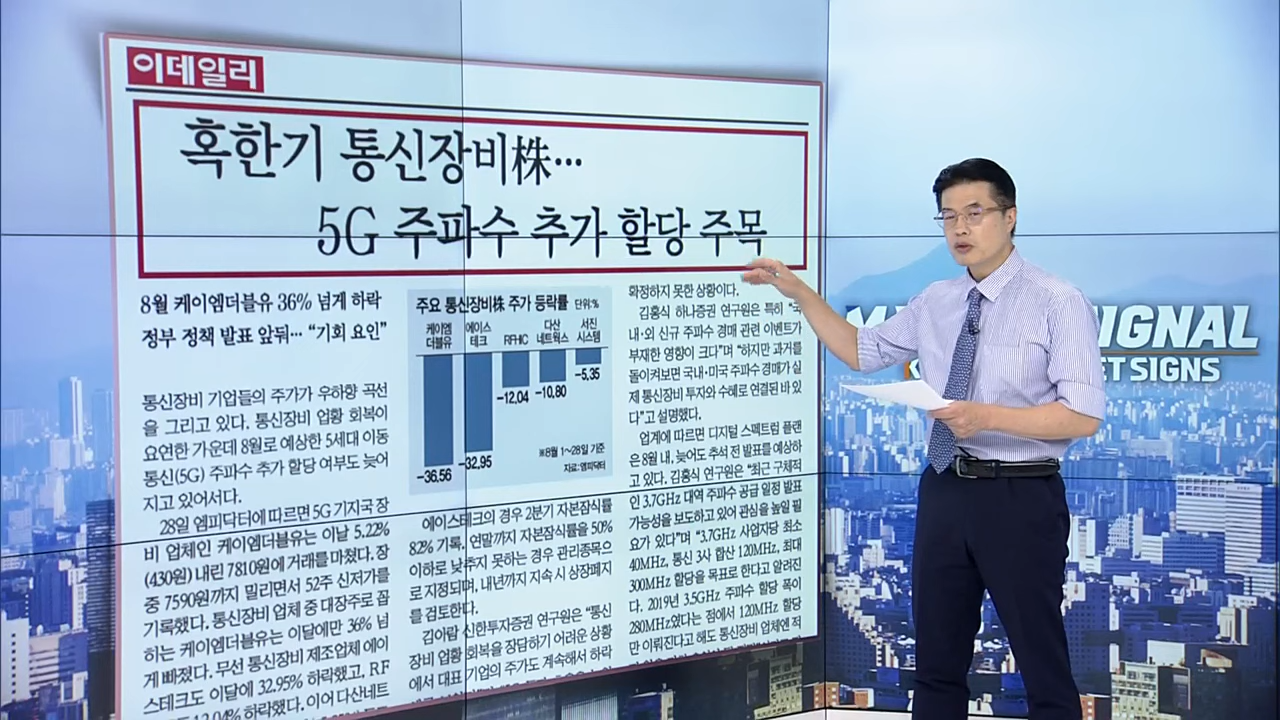 이데일리
혹한기 통신장비株…
5G 주파수 추가 할당 주목
8월 케이엠더블유 36% 넘게 하락
정부 정책 발표 앞둬… “기회 요인”
통신장비 기업들의 주가가 우하향 곡선
을 그리고 있다. 통신장비 업황 회복이
요연한 가운데 8월로 예상한 5세대 이동
통신(5G) 주파수 추가 할당 여부도 늦어
지고 있어서다.
28일 엠피닥터에 따르면 5G 기지국 장
비 업체인 케이엠더블유는 이날 5.22%
(430원) 내린 7810원에 거래를 마쳤다. 장
중 7590원까지 밀리면서 52주 신저가를
기록했다. 통신장비 업체 중 대장주로 꼽
히는 케이엠더블유는 이달에만 36% 넘
게 빠졌다. 무선 통신장비 제조업체 에이
스테크도 이달에 32.95% 하락했고, RF
12.04% 하락했다. 이어 다산네트
주요 통신장비株 주가 등락률 단위:%
케이엠더블유 에이스테크 RFHIC 다산네트웍스 서진시스템
-36.56 -32.95 -12.04 -10.80 -5.35
※8월 1~28일 기준
자료:엠피닥터
에이스테크의 경우 2분기 자본잠식률
82% 기록, 연말까지 자본잠식률을 50%
이하로 낮추지 못하는 경우 관리종목으
로 지정되며, 내년까지 지속 시 상장폐지
를 검토한다.
김아람 신한투자증권 연구원은 “통신
장비 업황 회복을 장담하기 어려운 상황
에서 대표 기업의 주가도 계속해서 하락
확정하지 못한 상황이다.
김홍식 하나증권 연구원은 특히 “국
내·외 신규 주파수 경매 관련 이벤트가
부재한 영향이 크다”며 “하지만 과거를
돌이켜보면 국내·미국 주파수 경매가 실
제 통신장비 투자와 수혜로 연결된 바 있
다”고 설명했다.
업계에 따르면 디지털 스펙트럼 플랜
은 8월 내, 늦어도 추석 전 발표를 예상하
고 있다. 김홍식 연구원은 “최근 구체적
인 3.7GHz 대역 주파수 공급 일정 발표
가능성을 보도하고 있어 관심을 높일 필
요가 있다”며 “3.7GHz 사업자당 최소
40MHz, 통신 3사 합산 120MHz, 최대
300MHz 할당을 목표로 한다고 알려진
다. 2019년 3.5GHz 주파수 할당 폭이
280MHz였다는 점에서 120MHz 할당
만 이뤄진다고 해도 통신장비 업체엔 적
IGNAL
ET SIGNS